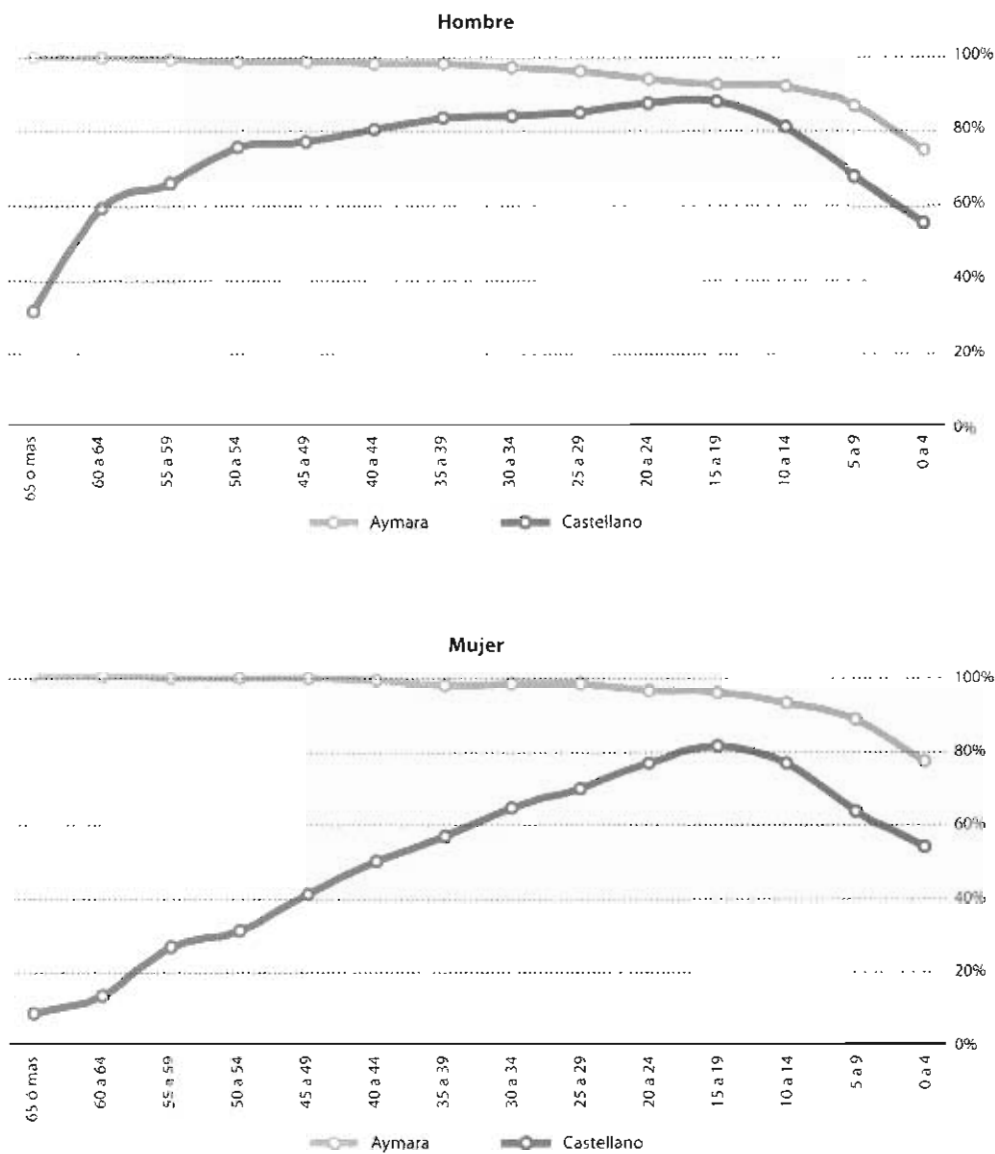 Hombre
100%
80%
60%
40%
20%
0%
65 ó mas
60 a 64
55 a 59
50 a 54
45 a 49
40 a 44
35 a 39
30 a 34
25 a 29
20 a 24
15 a 19
10 a 14
5 a 9
0 a 4
Aymara Castellano
Mujer
100%
80%
60%
40%
20%
0%
65 ó mas
60 a 64
55 a 59
50 a 54
45 a 49
40 a 44
35 a 39
30 a 34
25 a 29
20 a 24
15 a 19
10 a 14
5 a 9
0 a 4
Aymara Castellano